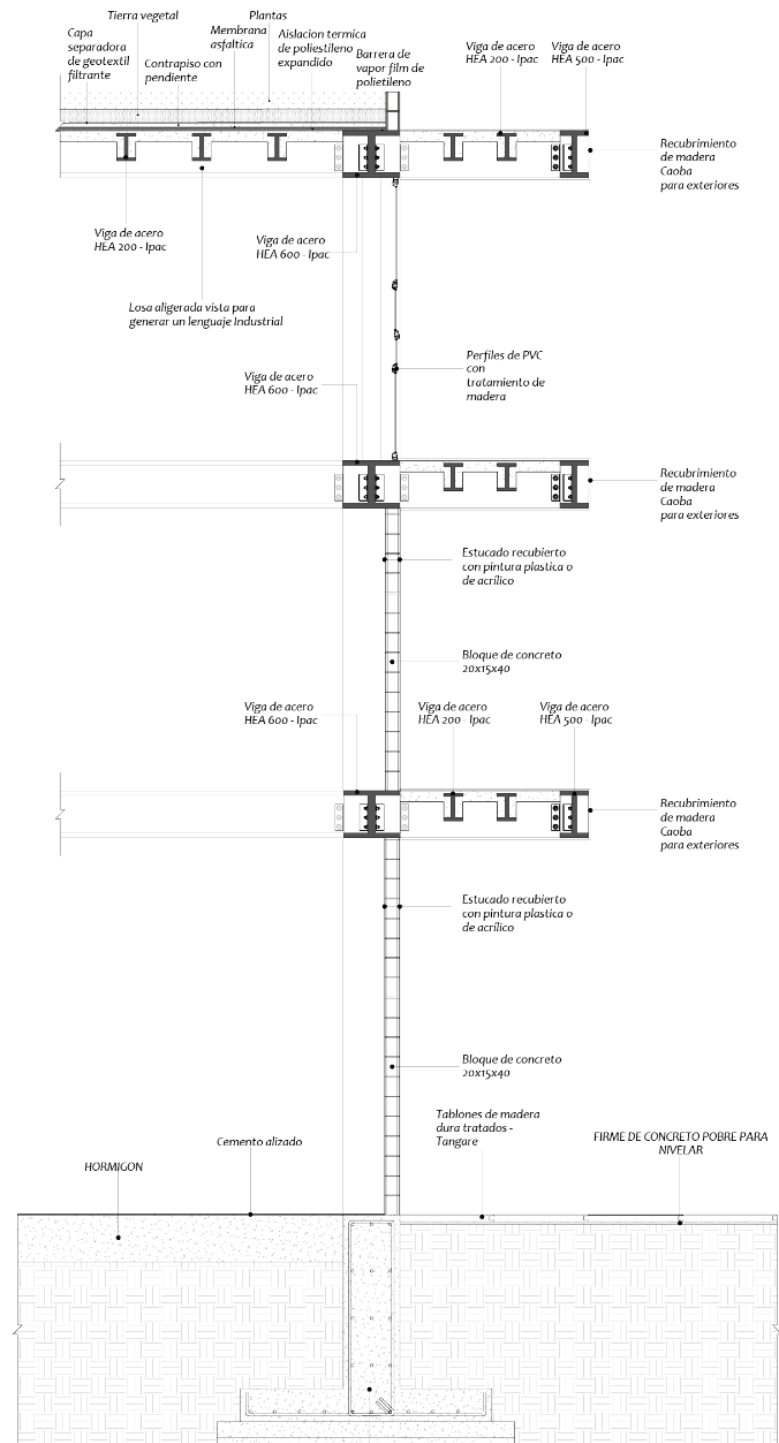 Capa
separadora
de geotextil
filtrante
Tierra vegetal
Contrapiso con
pendiente
Plantas
Membrana
asfaltica
Aislacion termica
de poliestileno
expandido
Barrera de
vapor film de
polietileno
Viga de acero
HEA 200 - Ipac
Viga de acero
HEA 500 - Ipac
Recubrimiento
de madera
Caoba
para exteriores
Viga de acero
HEA 200 - Ipac
Viga de acero
HEA 600 - Ipac
Losa aligerada vista para
generar un lenguaje Industrial
Viga de acero
HEA 600 - Ipac
Perfiles de PVC
con
tratamiento de
madera
Recubrimiento
de madera
Caoba
para exteriores
Estucado recubierto
con pintura plastica o
de acrílico
Bloque de concreto
20x15x40
Viga de acero
HEA 600 - Ipac
Viga de acero
HEA 200 - Ipac
Viga de acero
HEA 500 - Ipac
Recubrimiento
de madera
Caoba
para exteriores
Estucado recubierto
con pintura plastica o
de acrílico
Bloque de concreto
20x15x40
Tablones de madera
dura tratados -
Tangare
Cemento alizado
HORMIGON
FIRME DE CONCRETO POBRE PARA
NIVELAR